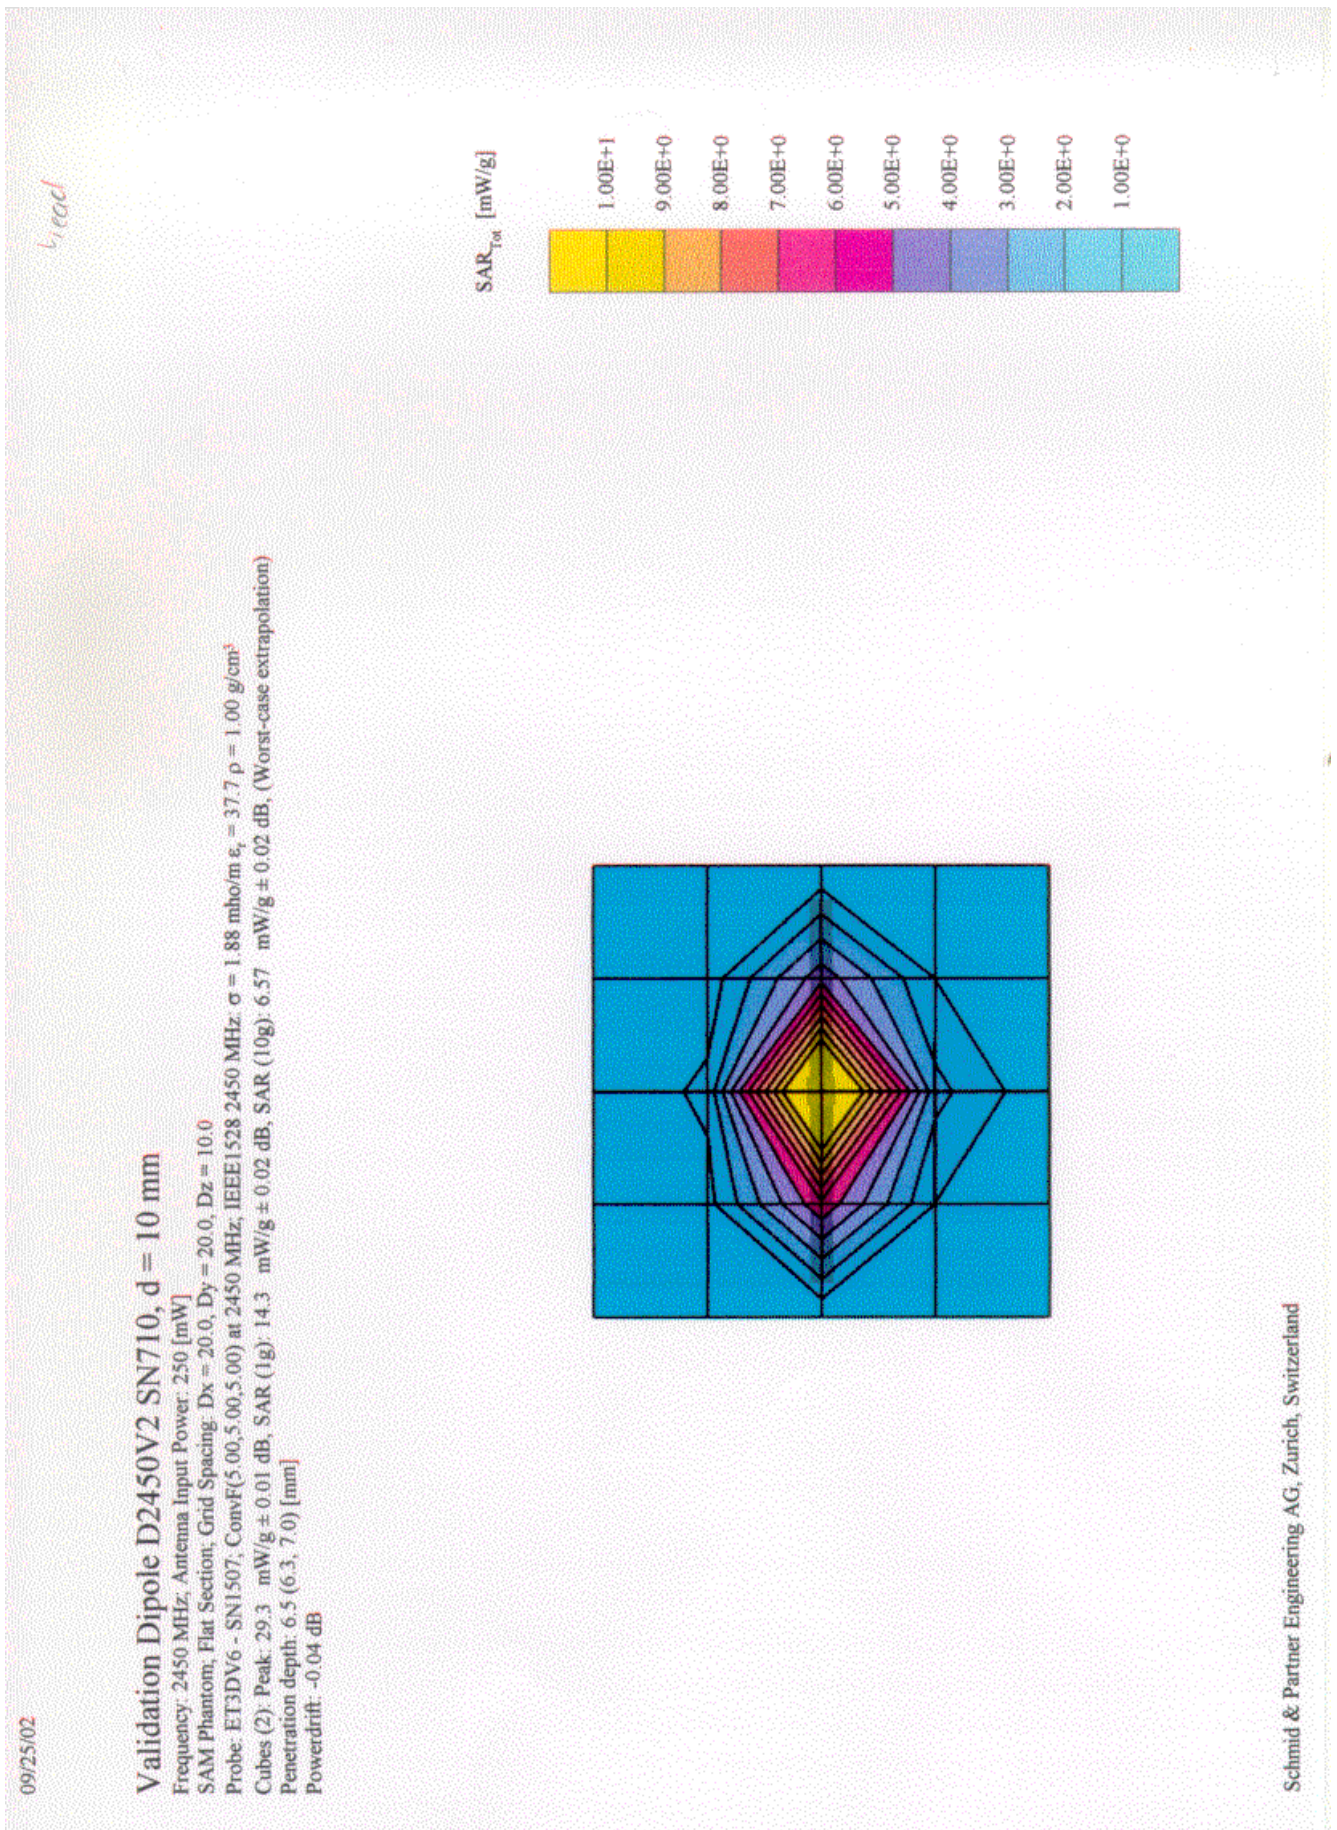 09/25/02
head
Validation Dipole D2450V2 SN710, d = 10 mm
Frequency: 2450 MHz; Antenna Input Power: 250 [mW]
SAM Phantom; Flat Section; Grid Spacing: Dx = 20.0, Dy = 20.0, Dz = 10.0
Probe: ET3DV6 - SN1507; ConvF(5.00,5.00,5.00) at 2450 MHz; IEEE1528 2450 MHz: σ = 1.88 mho/m εr = 37.7 ρ = 1.00 g/cm³
Cubes (2): Peak: 29.3 mW/g ± 0.01 dB, SAR (1g): 14.3 mW/g ± 0.02 dB, SAR (10g): 6.57 mW/g ± 0.02 dB, (Worst-case extrapolation)
Penetration depth: 6.5 (6.3, 7.0) [mm]
Powerdrift: -0.04 dB
SARTot [mW/g]
1.00E+1
9.00E+0
8.00E+0
7.00E+0
6.00E+0
5.00E+0
4.00E+0
3.00E+0
2.00E+0
1.00E+0
Schmid & Partner Engineering AG, Zurich, Switzerland